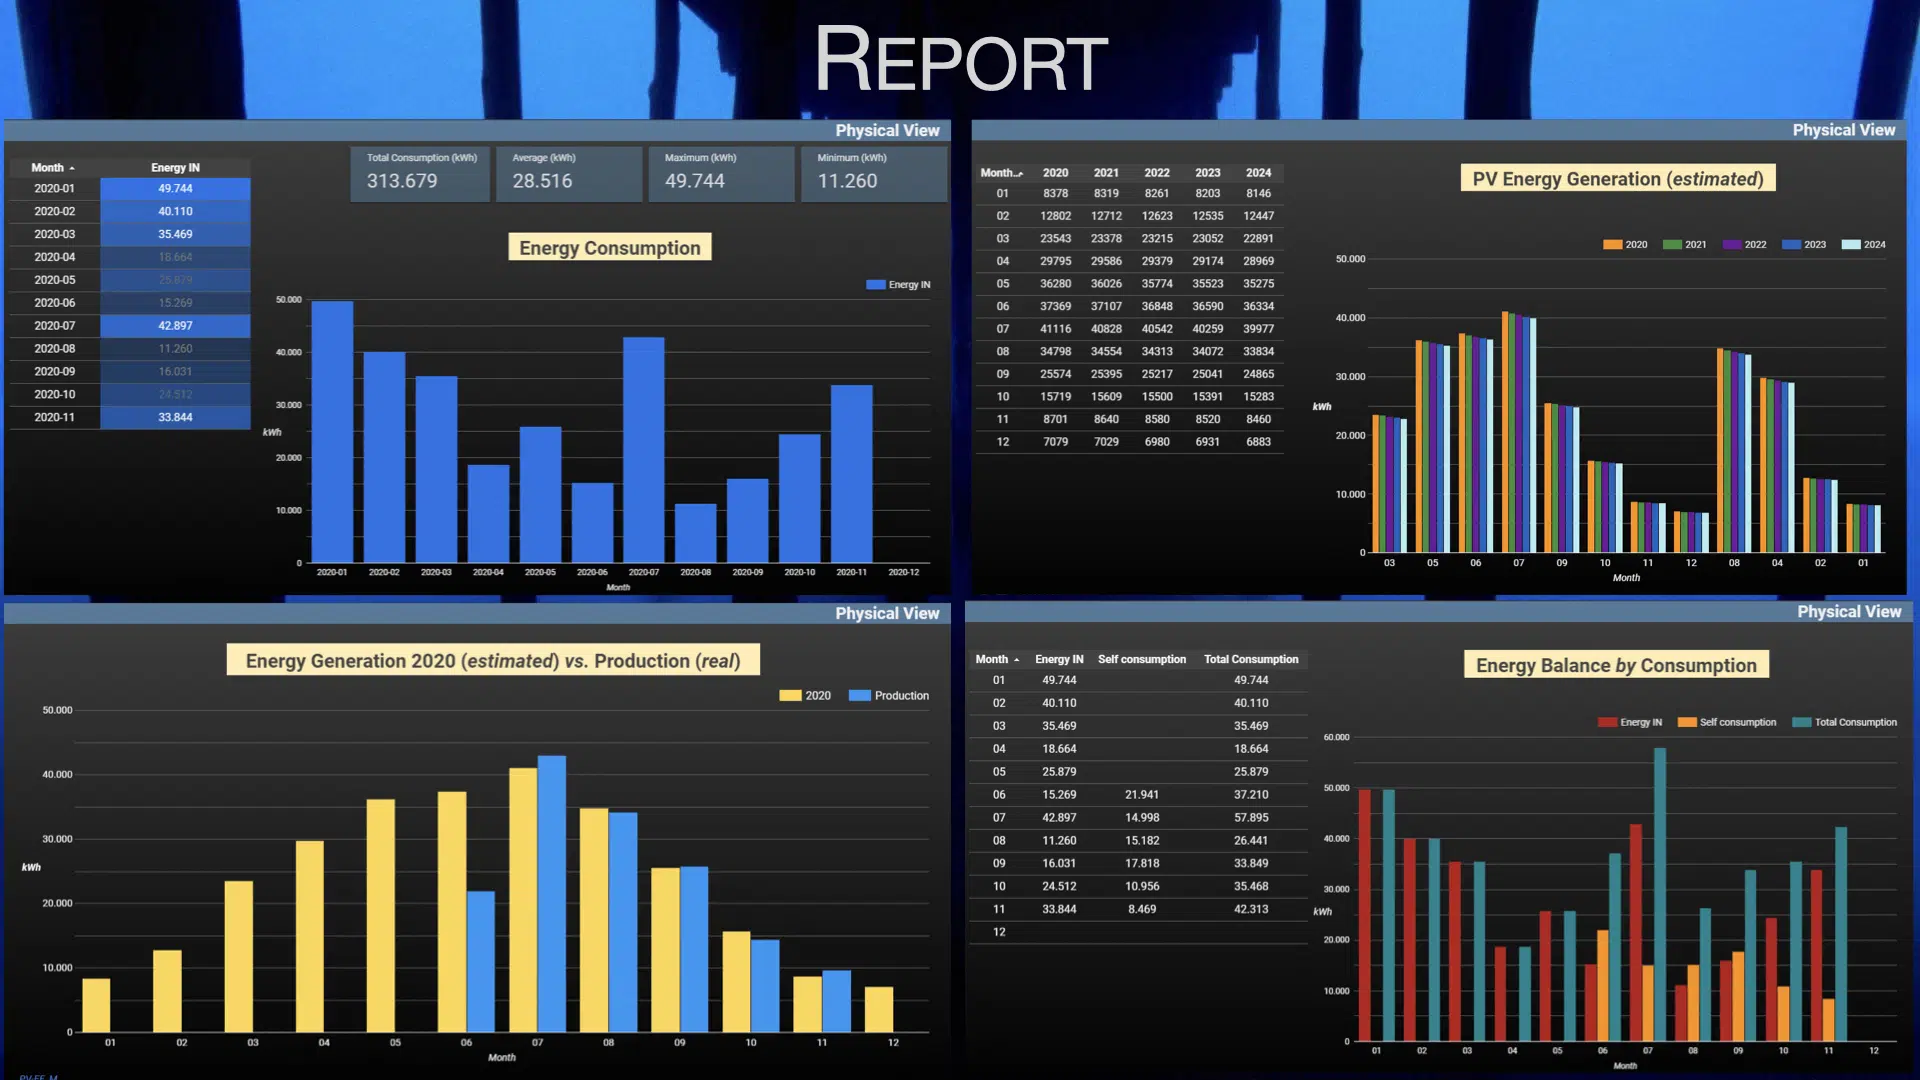 REPORT
Physical View
Month Energy IN
2020-01 49.744
2020-02 40.110
2020-03 35.469
2020-04 18.664
2020-05 25.879
2020-06 15.269
2020-07 42.897
2020-08 11.260
2020-09 16.031
2020-10 24.512
2020-11 33.844
Total Consumption (kWh)
313.679
Average (kWh)
28.516
Maximum (kWh)
49.744
Minimum (kWh)
11.260
Energy Consumption
Energy IN
50.000
40.000
30.000
kWh
20.000
10.000
0
2020-01 2020-02 2020-03 2020-04 2020-05 2020-06 2020-07 2020-08 2020-09 2020-10 2020-11 2020-12
Month
Physical View
Month... 2020 2021 2022 2023 2024
01 8378 8319 8261 8203 8146
02 12802 12712 12623 12535 12447
03 23543 23378 23215 23052 22891
04 29795 29586 29379 29174 28969
05 36280 36026 35774 35523 35275
06 37369 37107 36848 36590 36334
07 41116 40828 40542 40259 39977
08 34798 34554 34313 34072 33834
09 25574 25395 25217 25041 24865
10 15719 15609 15500 15391 15283
11 8701 8640 8580 8520 8460
12 7079 7029 6980 6931 6883
PV Energy Generation (estimated)
2020 2021 2022 2023 2024
50.000
40.000
30.000
kWh
20.000
10.000
0
03 05 06 07 09 10 11 12 08 04 02 01
Month
Physical View
Energy Generation 2020 (estimated) vs. Production (real)
2020 Production
50.000
40.000
30.000
kWh
20.000
10.000
0
01 02 03 04 05 06 07 08 09 10 11 12
Month
Physical View
Month Energy IN Self consumption Total Consumption
01 49.744 49.744
02 40.110 40.110
03 35.469 35.469
04 18.664 18.664
05 25.879 25.879
06 15.269 21.941 37.210
07 42.897 14.998 57.895
08 11.260 15.182 26.441
09 16.031 17.818 33.849
10 24.512 10.956 35.468
11 33.844 8.469 42.313
12
Energy Balance by Consumption
Energy IN Self consumption Total Consumption
60.000
50.000
40.000
30.000
kWh
20.000
10.000
0
01 02 03 04 05 06 07 08 09 10 11 12
Month